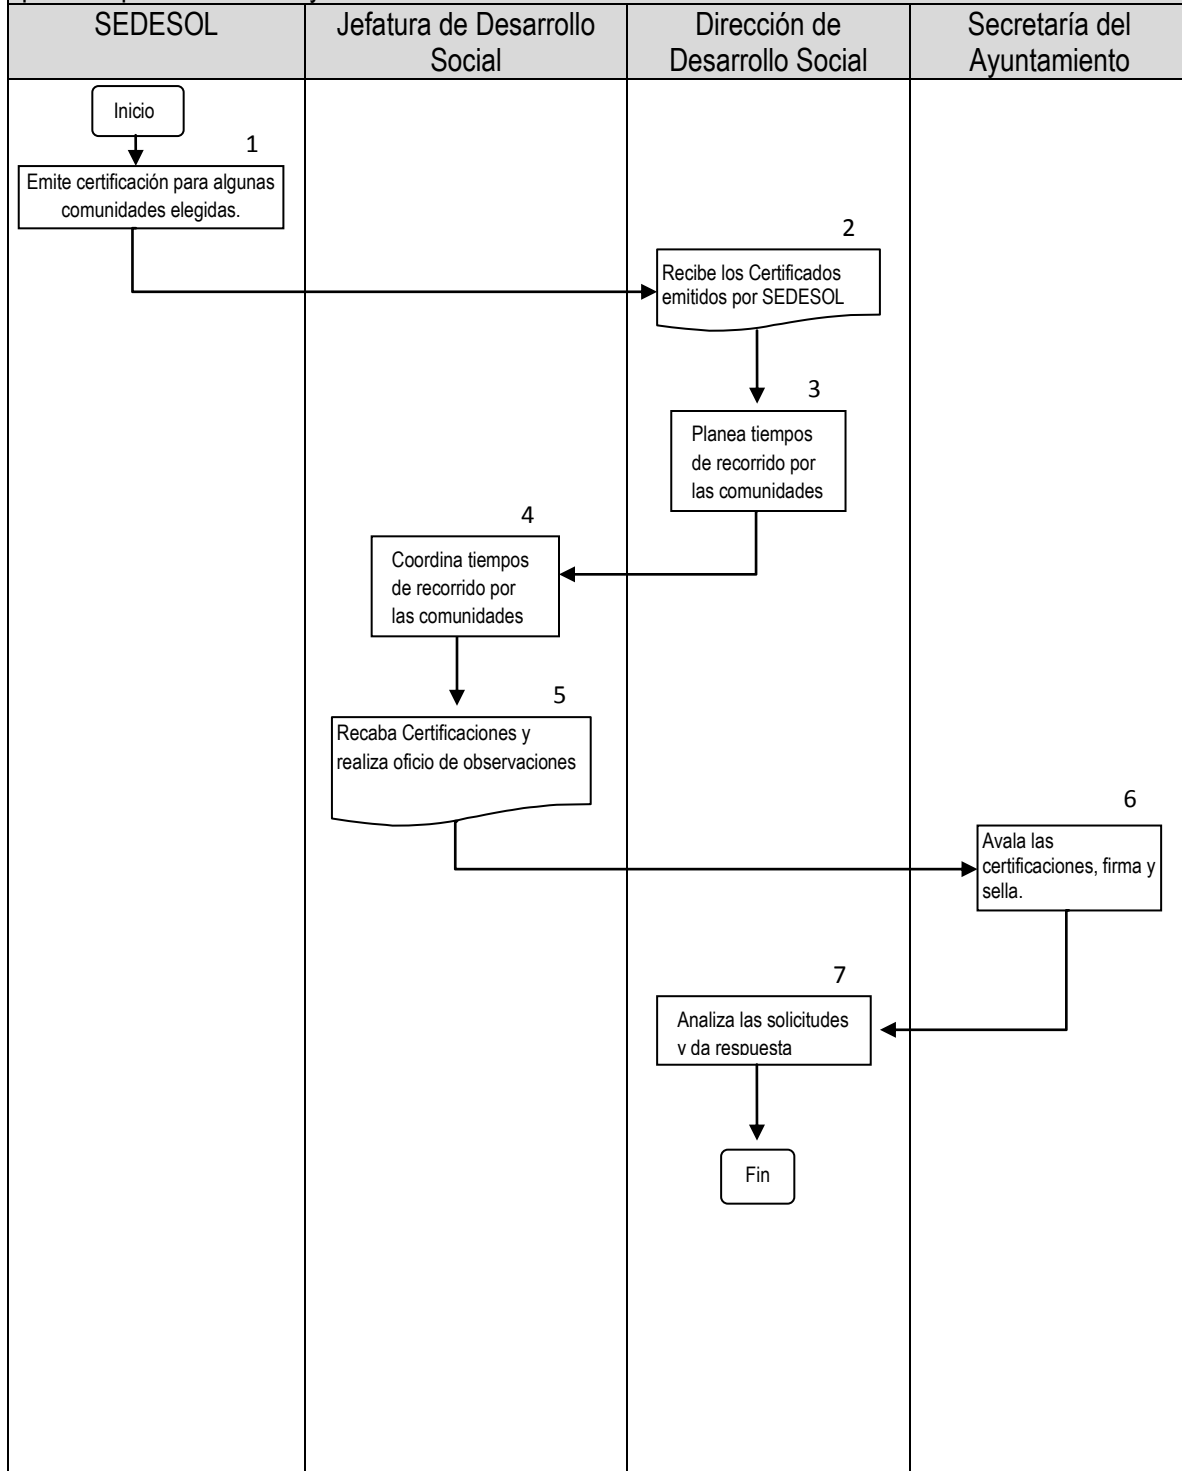 SEDESOL
Jefatura de Desarrollo
Social
Dirección de
Desarrollo Social
Secretaría del
Ayuntamiento
Inicio
1
Emite certificación para algunas
comunidades elegidas.
2
Recibe los Certificados
emitidos por SEDESOL
3
Planea tiempos
de recorrido por
las comunidades
4
Coordina tiempos
de recorrido por
las comunidades
5
Recaba Certificaciones y
realiza oficio de observaciones
6
Avala las
certificaciones, firma y
sella.
7
Analiza las solicitudes
y da respuesta
Fin